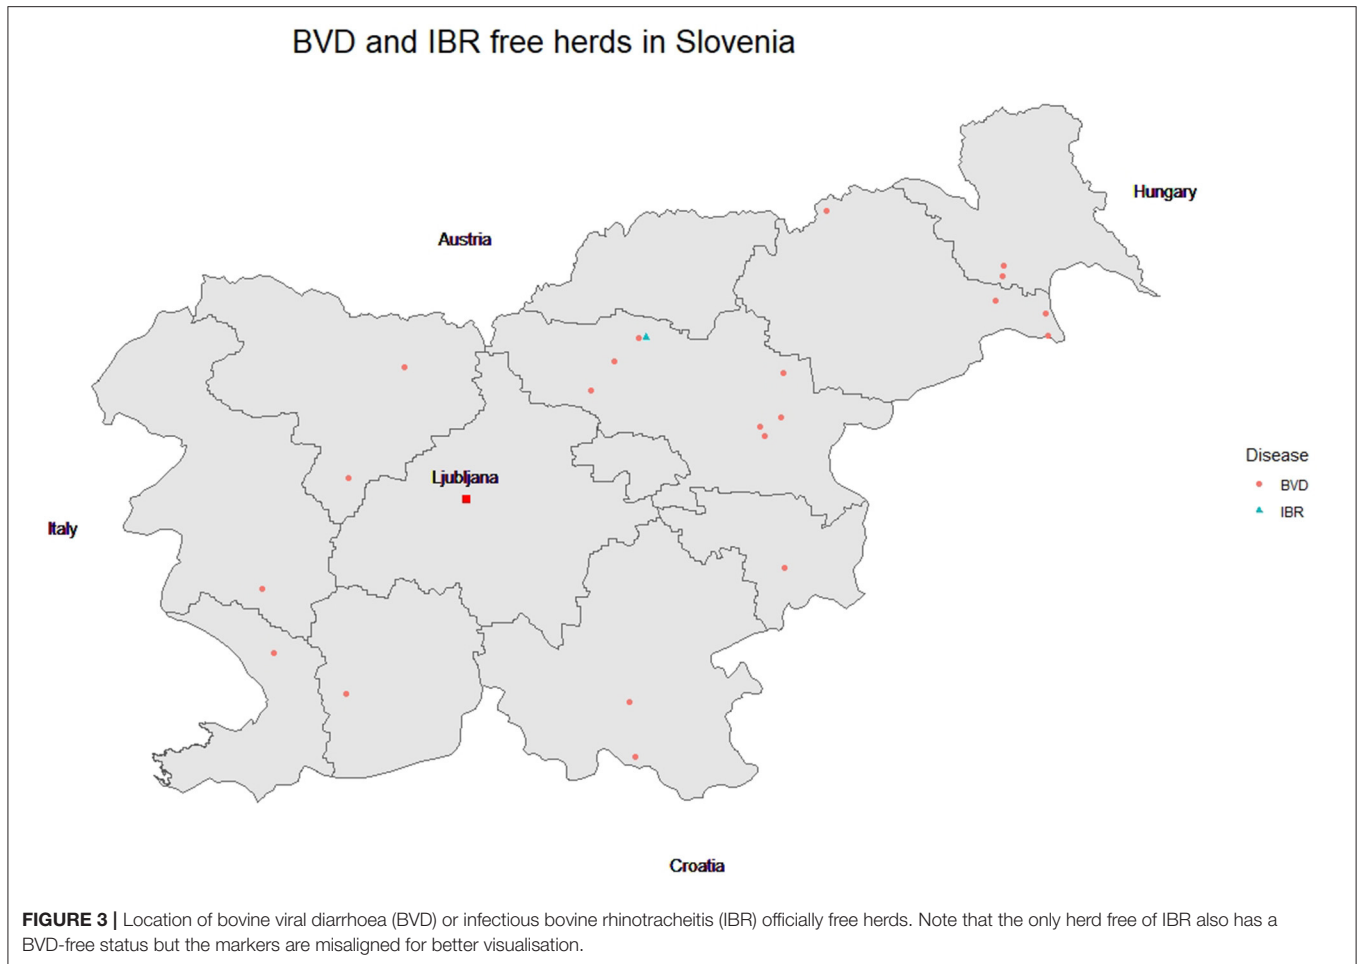 BVD and IBR free herds in Slovenia
Hungary
Austria
Disease
BVD
IBR
Ljubljana
Italy
Croatia
FIGURE 3 | Location of bovine viral diarrhoea (BVD) or infectious bovine rhinotracheitis (IBR) officially free herds. Note that the only herd free of IBR also has a
BVD-free status but the markers are misaligned for better visualisation.